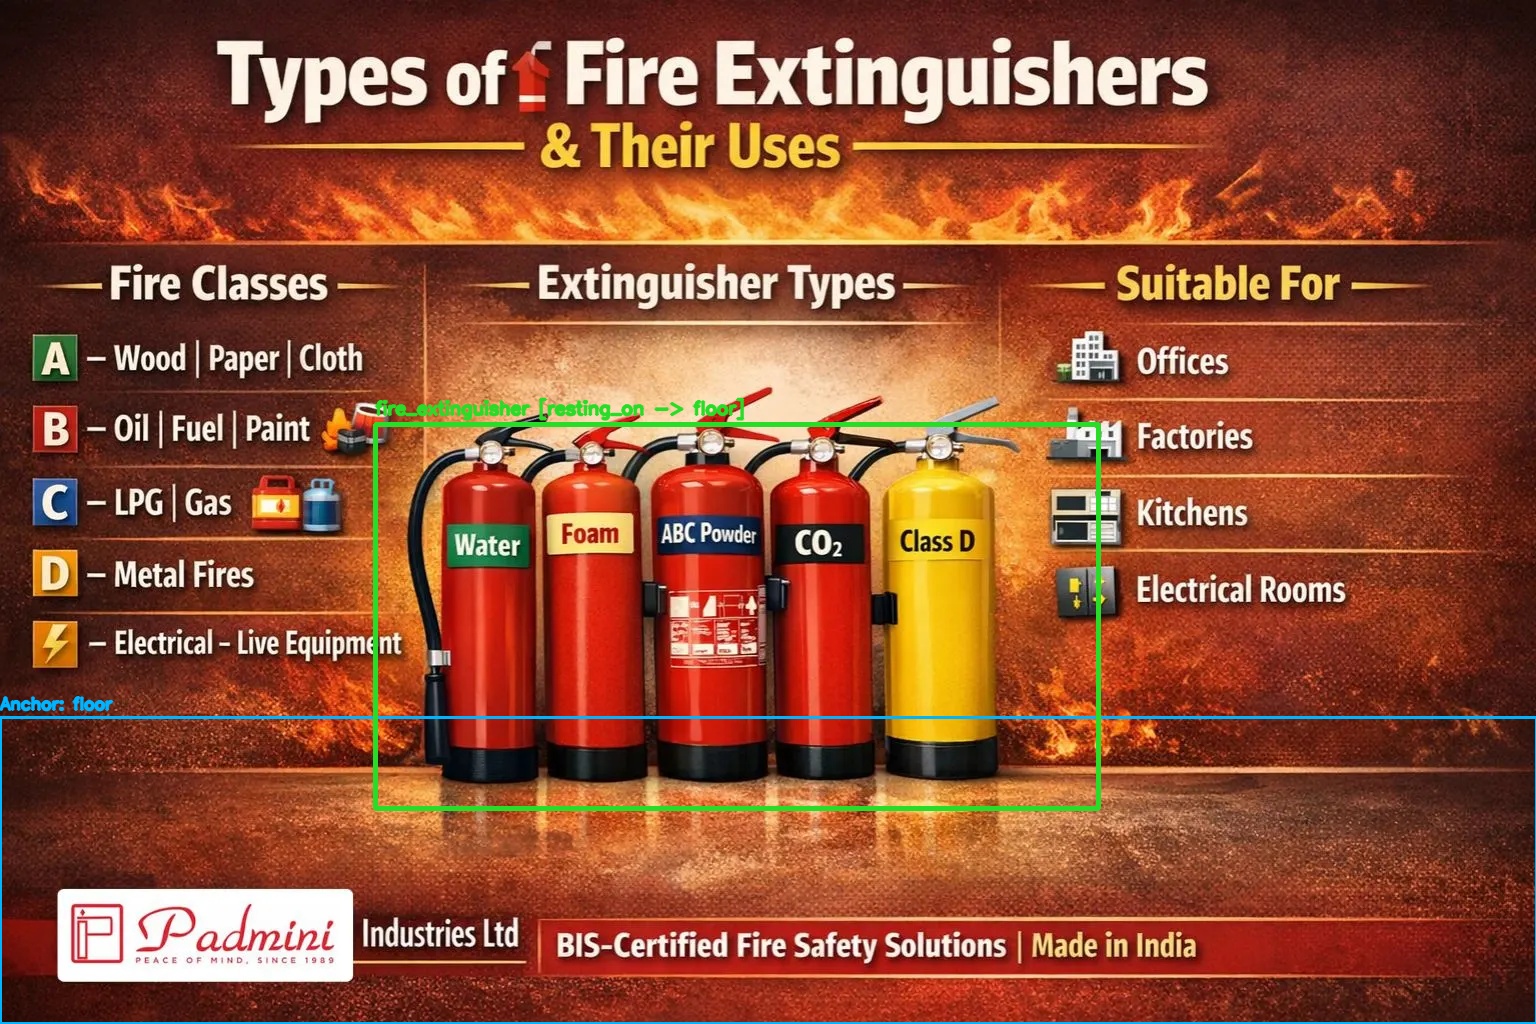 Types of Fire Extinguishers
& Their Uses
Fire Classes
A – Wood | Paper | Cloth
B – Oil | Fuel | Paint
C – LPG | Gas
D – Metal Fires
– Electrical – Live Equipment
Extinguisher Types
fire_extinguisher [resting_on --> floor]
Water
Foam
ABC Powder
CO₂
Class D
Suitable For
Offices
Factories
Kitchens
Electrical Rooms
Anchor: floor
Padmini
PEACE OF MIND, SINCE 1989
Industries Ltd
BIS-Certified Fire Safety Solutions | Made in India